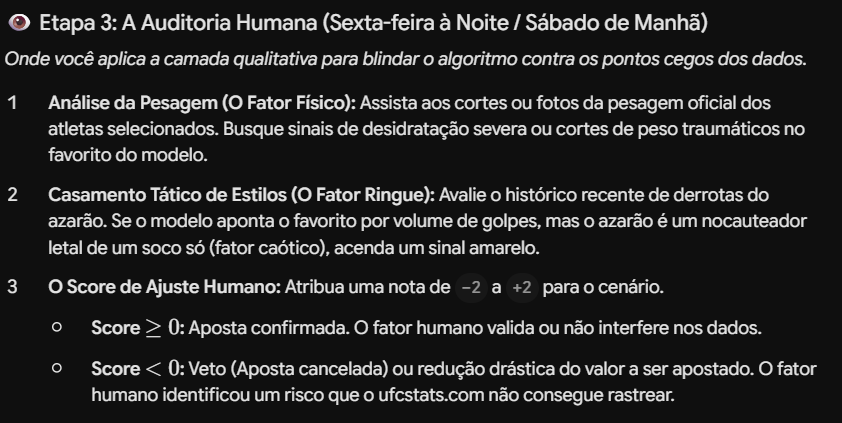 👁️ Etapa 3: A Auditoria Humana (Sexta-feira à Noite / Sábado de Manhã)
Onde você aplica a camada qualitativa para blindar o algoritmo contra os pontos cegos dos dados.
1 Análise da Pesagem (O Fator Físico): Assista aos cortes ou fotos da pesagem oficial dos
atletas selecionados. Busque sinais de desidratação severa ou cortes de peso traumáticos no
favorito do modelo.
2 Casamento Tático de Estilos (O Fator Ringue): Avalie o histórico recente de derrotas do
azarão. Se o modelo aponta o favorito por volume de golpes, mas o azarão é um nocauteador
letal de um soco só (fator caótico), acenda um sinal amarelo.
3 O Score de Ajuste Humano: Atribua uma nota de −2 a +2 para o cenário.
○ Score ≥ 0: Aposta confirmada. O fator humano valida ou não interfere nos dados.
○ Score < 0: Veto (Aposta cancelada) ou redução drástica do valor a ser apostado. O fator
humano identificou um risco que o ufcstats.com não consegue rastrear.